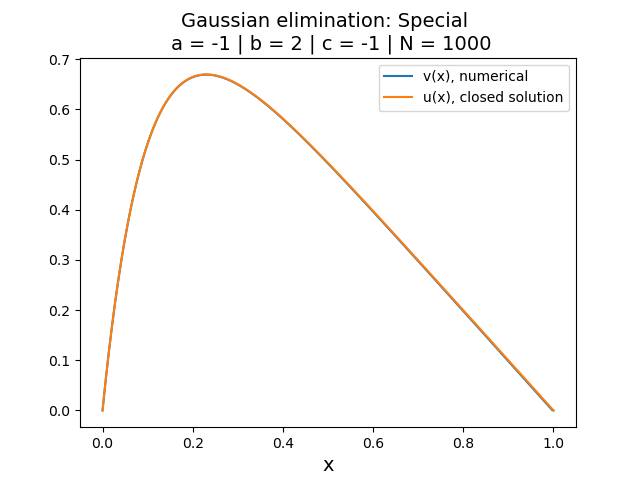 Gaussian elimination: Special
a = -1 | b = 2 | c = -1 | N = 1000
v(x), numerical
u(x), closed solution
0.7
0.6
0.5
0.4
0.3
0.2
0.1
0.0
0.0 0.2 0.4 0.6 0.8 1.0
x